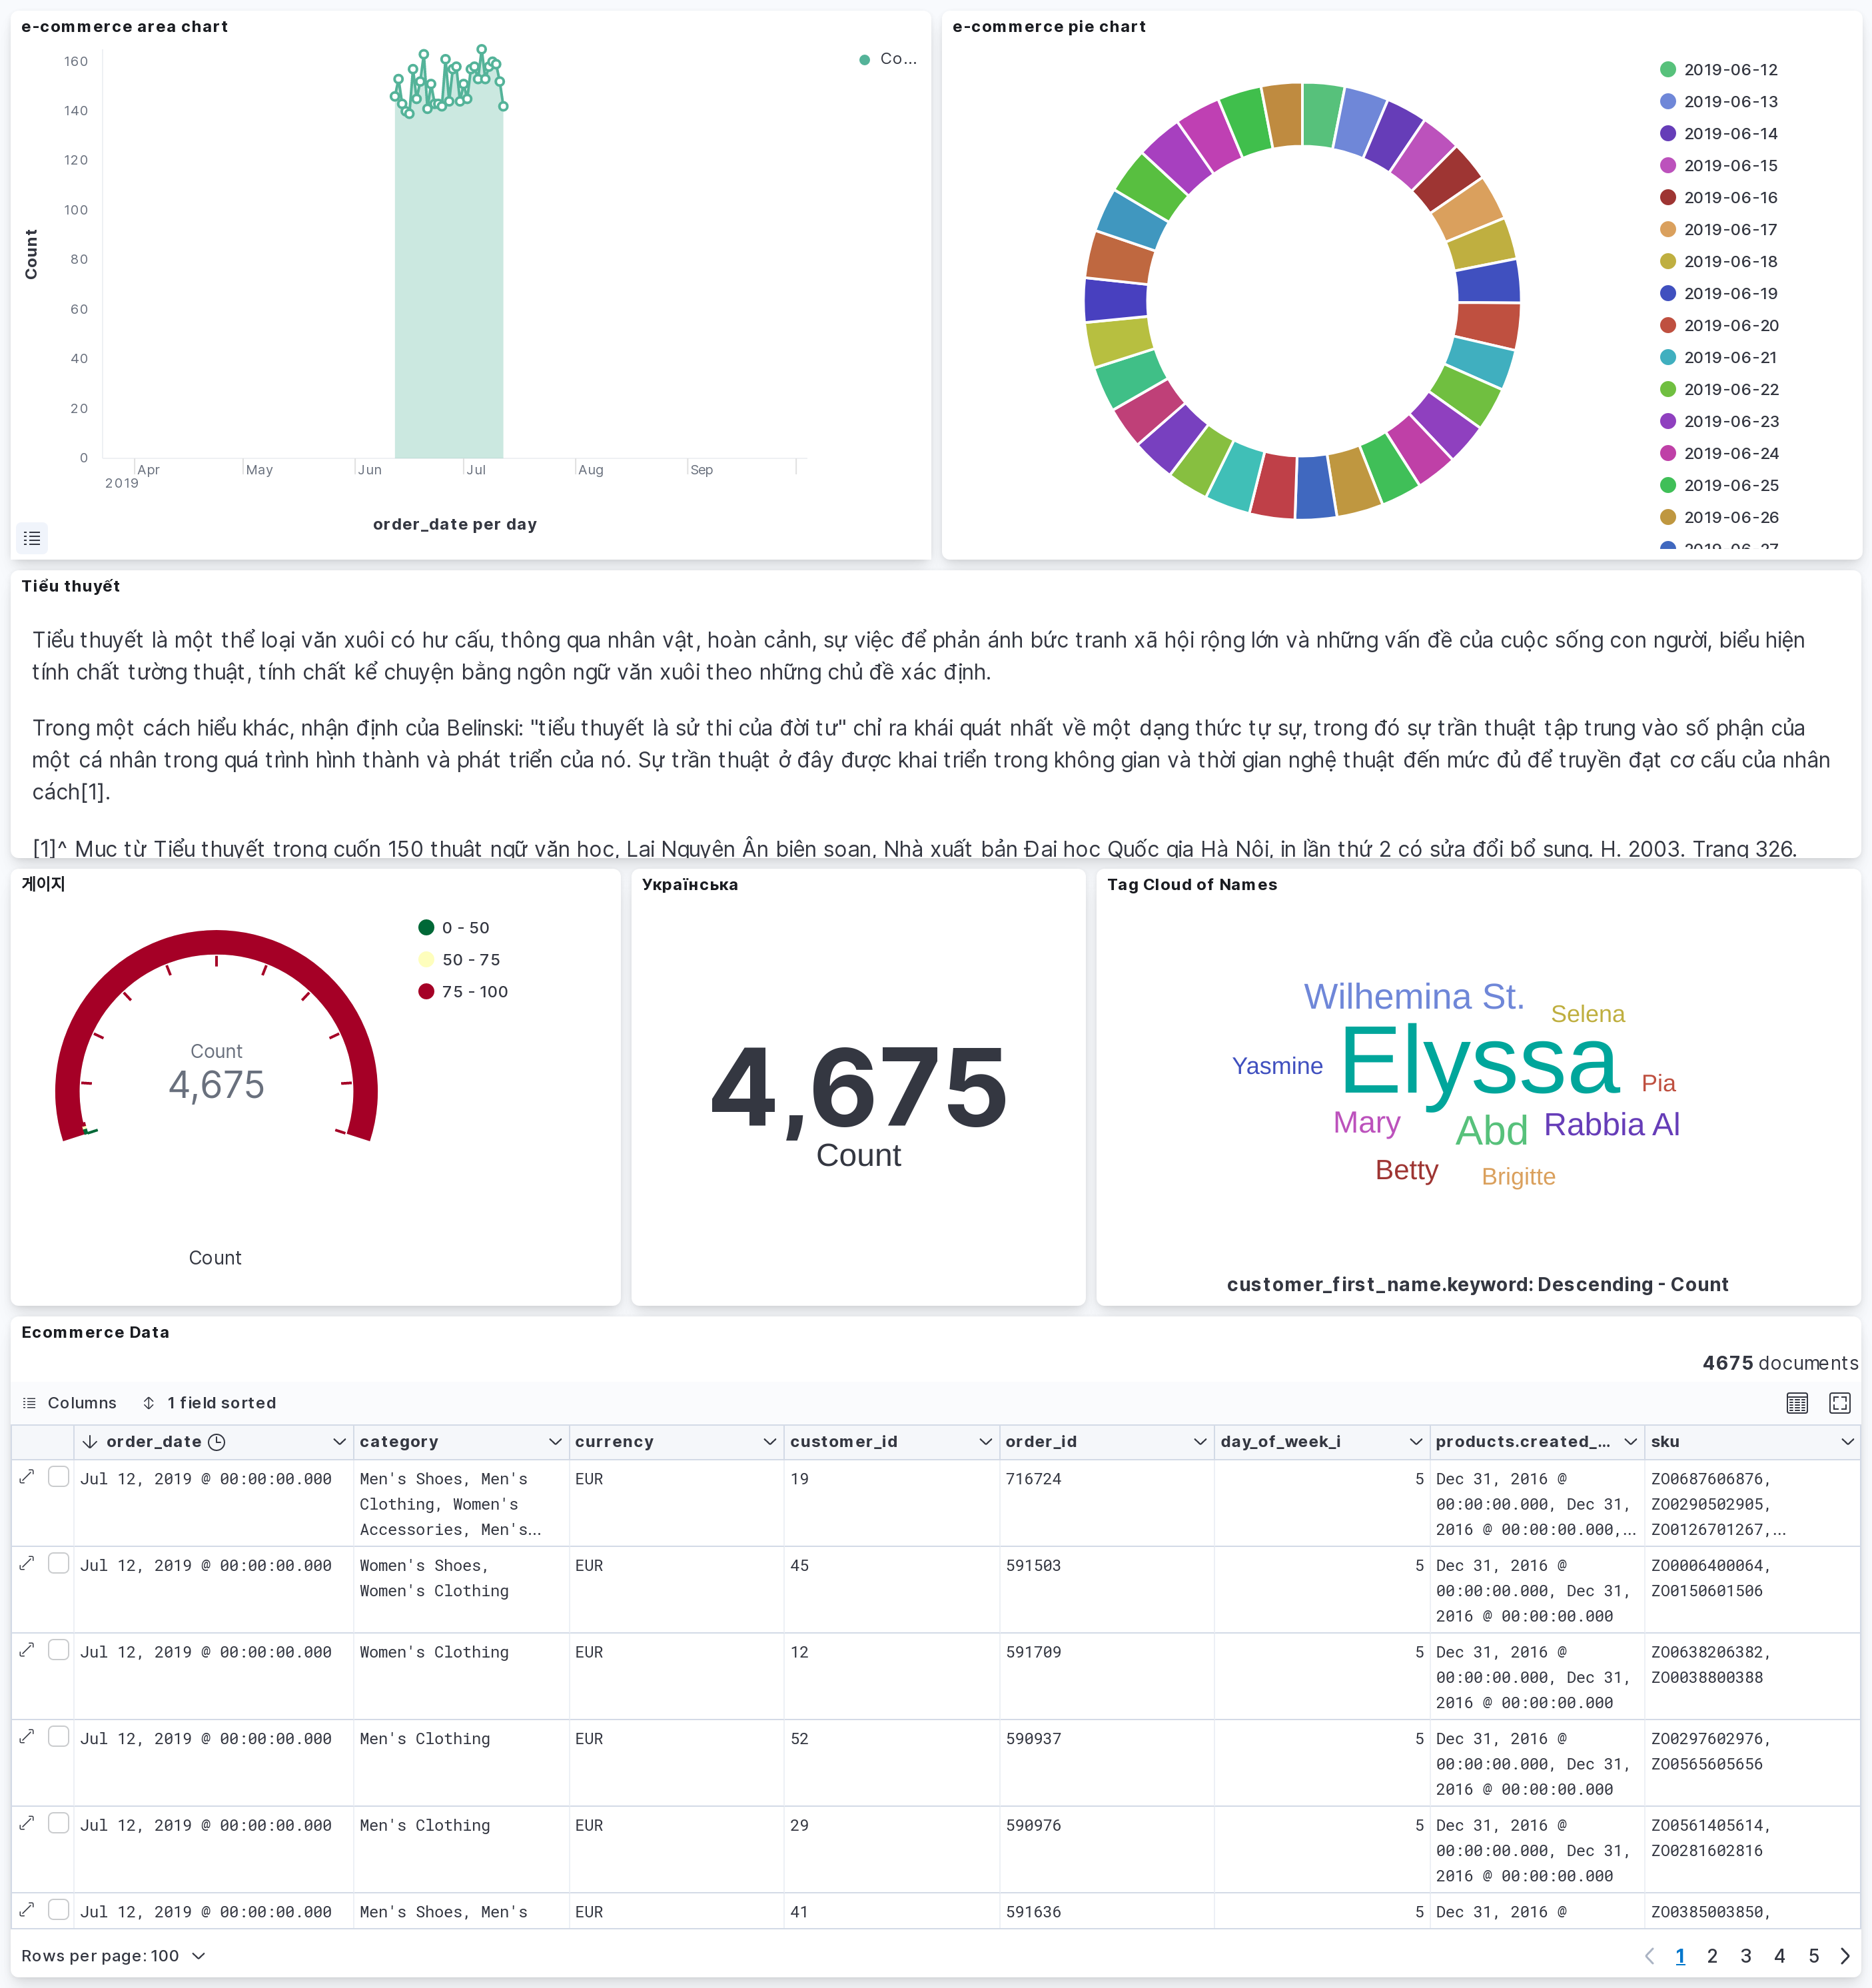 e-commerce area chart
160
140
120
100
80
60
40
20
0
Count
Apr
May
Jun
Jul
Aug
Sep
2019
order_date per day
Co...
e-commerce pie chart
2019-06-12
2019-06-13
2019-06-14
2019-06-15
2019-06-16
2019-06-17
2019-06-18
2019-06-19
2019-06-20
2019-06-21
2019-06-22
2019-06-23
2019-06-24
2019-06-25
2019-06-26
2019-06-27
Tiểu thuyết
Tiểu thuyết là một thể loại văn xuôi có hư cấu, thông qua nhân vật, hoàn cảnh, sự việc để phản ánh bức tranh xã hội rộng lớn và những vấn đề của cuộc sống con người, biểu hiện
tính chất tường thuật, tính chất kể chuyện bằng ngôn ngữ văn xuôi theo những chủ đề xác định.
Trong một cách hiểu khác, nhận định của Belinski: "tiểu thuyết là sử thi của đời tư" chỉ ra khái quát nhất về một dạng thức tự sự, trong đó sự trần thuật tập trung vào số phận của
một cá nhân trong quá trình hình thành và phát triển của nó. Sự trần thuật ở đây được khai triển trong không gian và thời gian nghệ thuật đến mức đủ để truyền đạt cơ cấu của nhân
cách[1].
[1]^ Mục từ Tiểu thuyết trong cuốn 150 thuật ngữ văn học, Lại Nguyên Ân biên soạn, Nhà xuất bản Đại học Quốc gia Hà Nội, in lần thứ 2 có sửa đổi bổ sung. H. 2003. Trang 326.
게이지
0 - 50
50 - 75
75 - 100
Count
4,675
Count
Українська
4,675
Count
Tag Cloud of Names
Wilhemina St.
Selena
Elyssa
Yasmine
Pia
Mary
Abd
Rabbia Al
Betty
Brigitte
customer_first_name.keyword: Descending - Count
Ecommerce Data
4675 documents
Columns 1 field sorted
order_date category currency customer_id order_id day_of_week_i products.created_... sku
Jul 12, 2019 @ 00:00:00.000 Men's Shoes, Men's EUR 19 716724 5 Dec 31, 2016 @ ZO0687606876,
Clothing, Women's 00:00:00.000, Dec 31, ZO0290502905,
Accessories, Men's... 2016 @ 00:00:00.000,... ZO0126701267,...
Jul 12, 2019 @ 00:00:00.000 Women's Shoes, EUR 45 591503 5 Dec 31, 2016 @ ZO0006400064,
Women's Clothing 00:00:00.000, Dec 31, ZO0150601506
2016 @ 00:00:00.000
Jul 12, 2019 @ 00:00:00.000 Women's Clothing EUR 12 591709 5 Dec 31, 2016 @ ZO0638206382,
00:00:00.000, Dec 31, ZO0038800388
2016 @ 00:00:00.000
Jul 12, 2019 @ 00:00:00.000 Men's Clothing EUR 52 590937 5 Dec 31, 2016 @ ZO0297602976,
00:00:00.000, Dec 31, ZO0565605656
2016 @ 00:00:00.000
Jul 12, 2019 @ 00:00:00.000 Men's Clothing EUR 29 590976 5 Dec 31, 2016 @ ZO0561405614,
00:00:00.000, Dec 31, ZO0281602816
2016 @ 00:00:00.000
Jul 12, 2019 @ 00:00:00.000 Men's Shoes, Men's EUR 41 591636 5 Dec 31, 2016 @ ZO0385003850,
Rows per page: 100 1 2 3 4 5